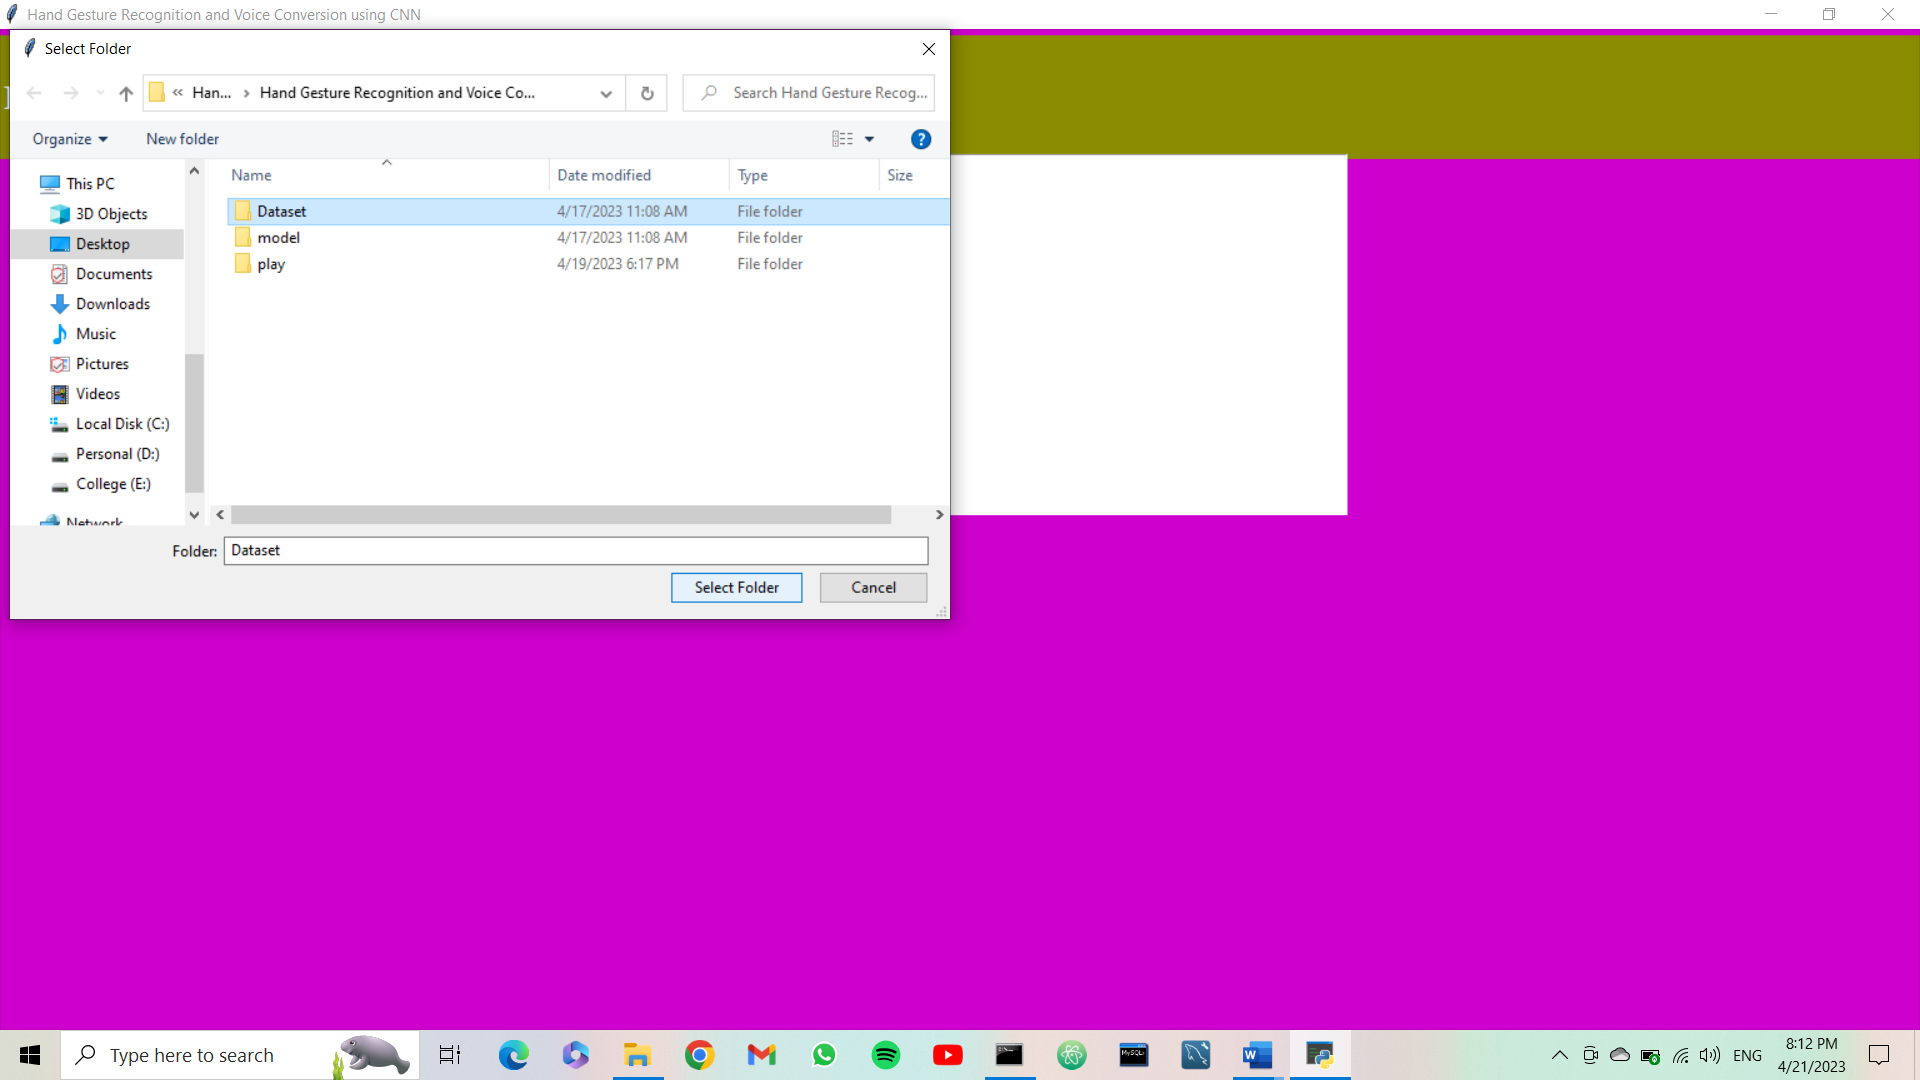 Hand Gesture Recognition and Voice Conversion using CNN
Select Folder
« Han... › Hand Gesture Recognition and Voice Co...
Search Hand Gesture Recog...
Organize
New folder
Name Date modified Type Size
This PC
3D Objects
Desktop
Documents
Downloads
Music
Pictures
Videos
Local Disk (C:)
Personal (D:)
College (E:)
Network
Dataset 4/17/2023 11:08 AM File folder
model 4/17/2023 11:08 AM File folder
play 4/19/2023 6:17 PM File folder
Folder: Dataset
Select Folder
Cancel
Type here to search
MySQL
W
ENG
8:12 PM
4/21/2023